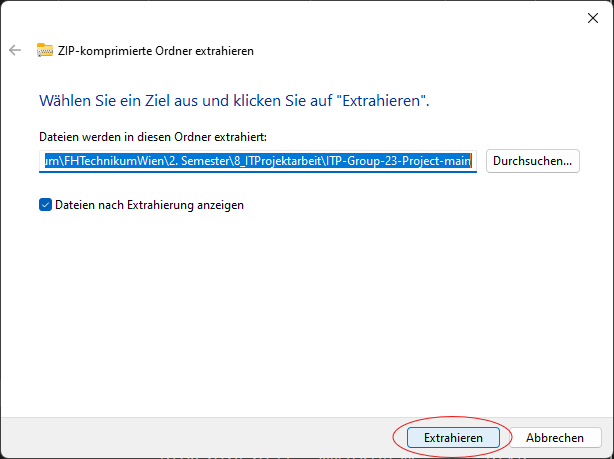 ZIP-komprimierte Ordner extrahieren
Wählen Sie ein Ziel aus und klicken Sie auf "Extrahieren".
Dateien werden in diesen Ordner extrahiert:
um\FHTechnikumWien\2. Semester\8_ITProjektarbeit\ITP-Group-23-Project-main
Durchsuchen...
Dateien nach Extrahierung anzeigen
Extrahieren
Abbrechen